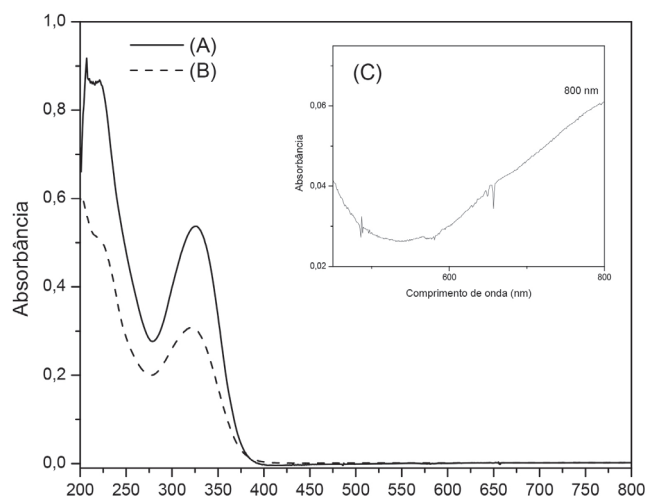 1,0
0,8
0,6
0,4
0,2
0,0
Absorbância
(A)
(B)
(C)
800 nm
0,06
0,04
0,02
Absorbância
600
800
Comprimento de onda (nm)
200 250 300 350 400 450 500 550 600 650 700 750 800